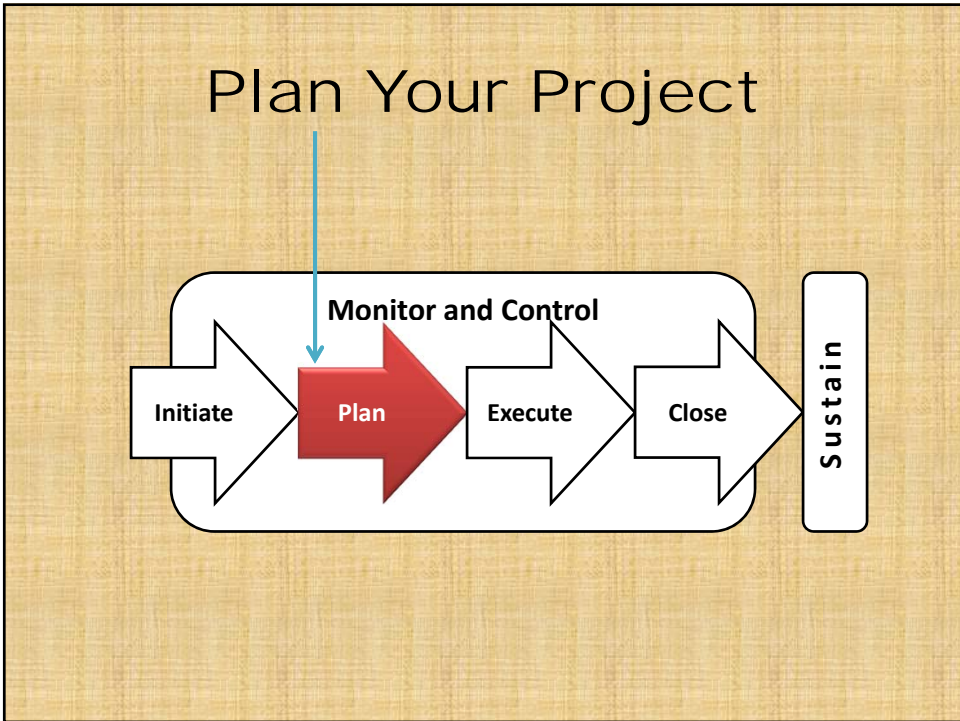 Plan Your Project
Monitor and Control
Initiate
Plan
Execute
Close
Sustain